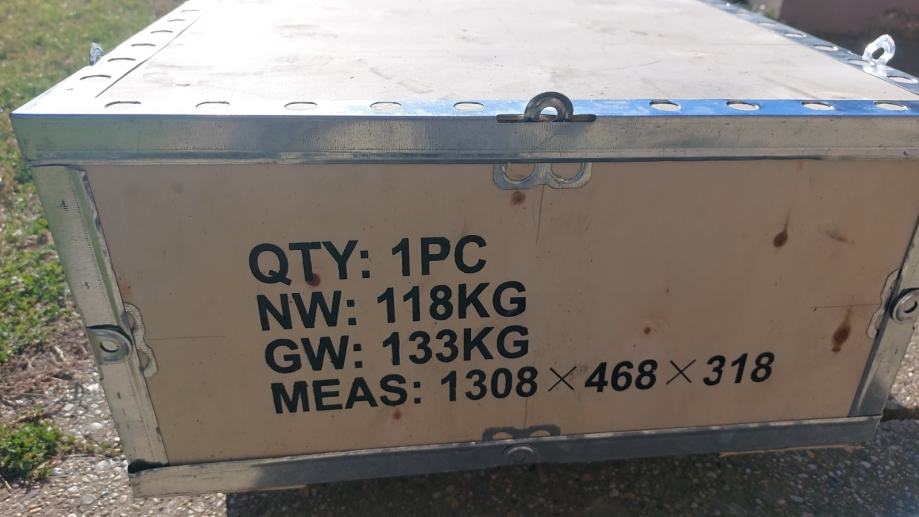 QTY: 1PC
NW: 118KG
GW: 133KG
MEAS: 1308×468×318